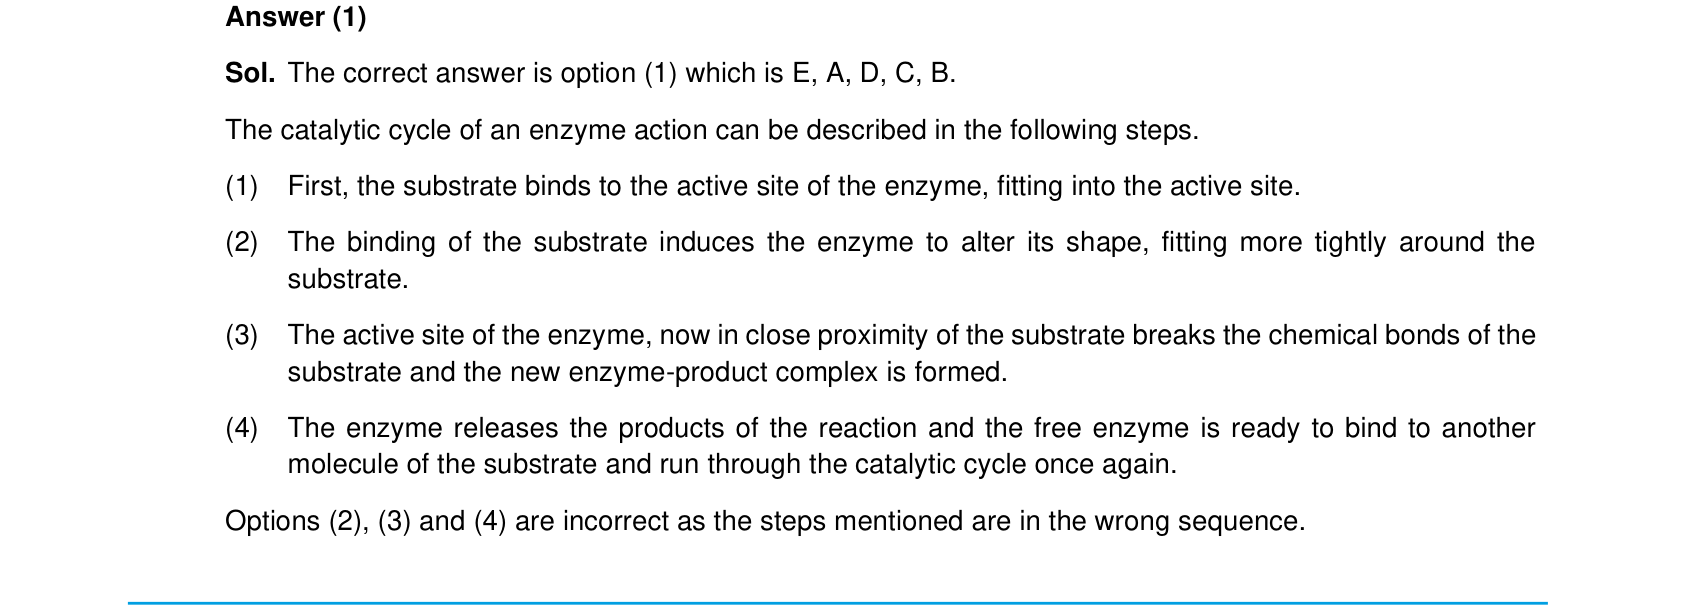 Answer (1)
Sol. The correct answer is option (1) which is E, A, D, C, B.
The catalytic cycle of an enzyme action can be described in the following steps.
(1) First, the substrate binds to the active site of the enzyme, fitting into the active site.
(2) The binding of the substrate induces the enzyme to alter its shape, fitting more tightly around the
substrate.
(3) The active site of the enzyme, now in close proximity of the substrate breaks the chemical bonds of the
substrate and the new enzyme-product complex is formed.
(4) The enzyme releases the products of the reaction and the free enzyme is ready to bind to another
molecule of the substrate and run through the catalytic cycle once again.
Options (2), (3) and (4) are incorrect as the steps mentioned are in the wrong sequence.